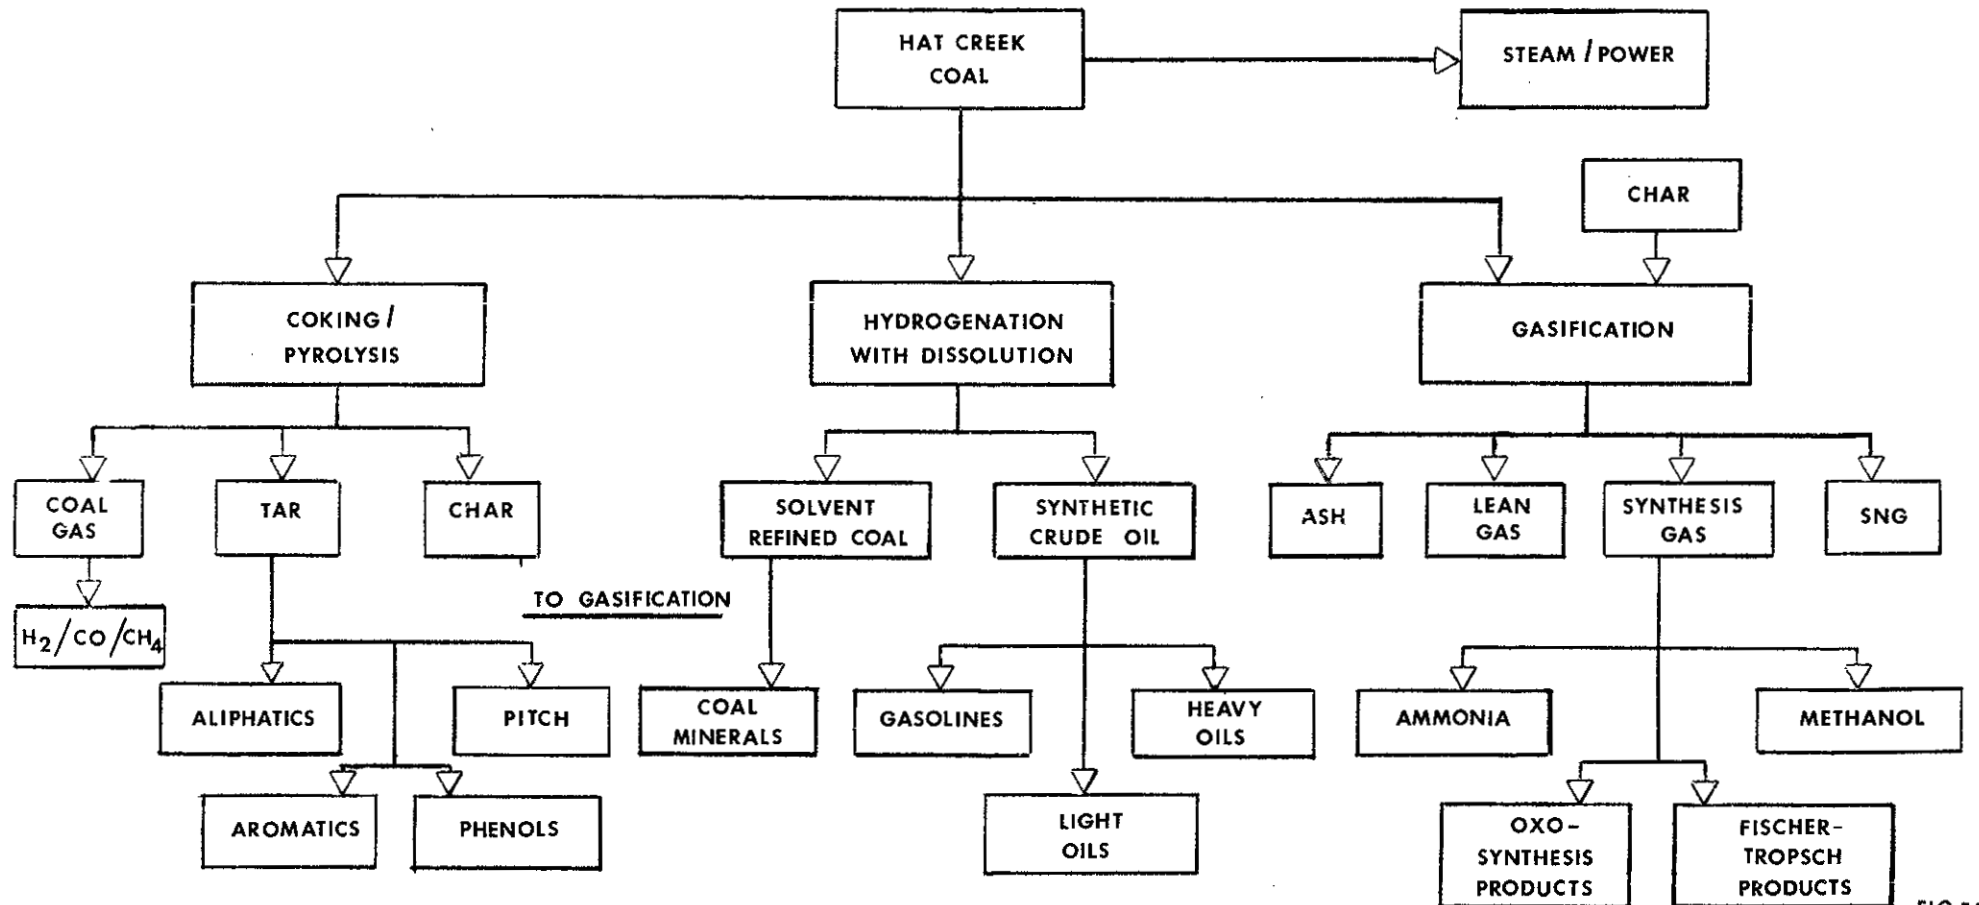 HAT CREEK
COAL
STEAM / POWER
CHAR
COKING /
PYROLYSIS
HYDROGENATION
WITH DISSOLUTION
GASIFICATION
COAL
GAS
TAR
CHAR
SOLVENT
REFINED COAL
SYNTHETIC
CRUDE OIL
ASH
LEAN
GAS
SYNTHESIS
GAS
SNG
TO GASIFICATION
H2/CO/CH4
ALIPHATICS
PITCH
COAL
MINERALS
GASOLINES
HEAVY
OILS
AMMONIA
METHANOL
AROMATICS
PHENOLS
LIGHT
OILS
OXO-
SYNTHESIS
PRODUCTS
FISCHER-
TROPSCH
PRODUCTS